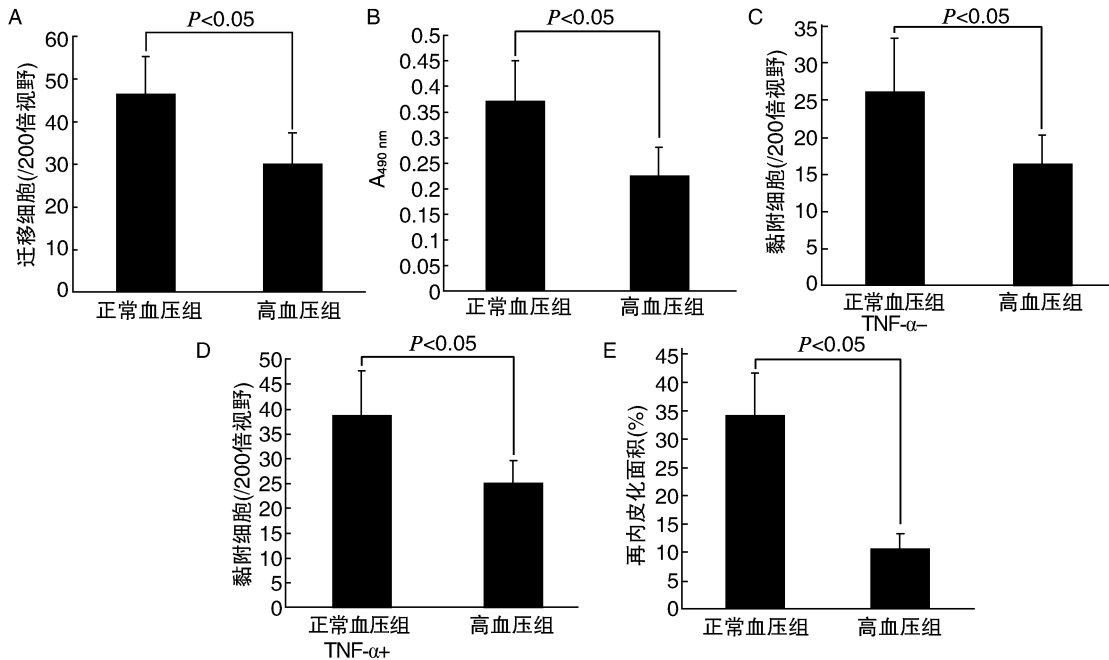 A
P<0.05
迁移细胞(/200倍视野)
60
50
40
30
20
10
0
正常血压组
高血压组
B
P<0.05
A490 nm
0.5
0.45
0.4
0.35
0.3
0.25
0.2
0.15
0.1
0.05
0
正常血压组
高血压组
C
P<0.05
黏附细胞(/200倍视野)
35
30
25
20
15
10
5
0
正常血压组
高血压组
TNF-α−
D
P<0.05
黏附细胞(/200倍视野)
50
45
40
35
30
25
20
15
10
5
0
正常血压组
高血压组
TNF-α+
E
P<0.05
再内皮化面积(%)
45
40
35
30
25
20
15
10
5
0
正常血压组
高血压组